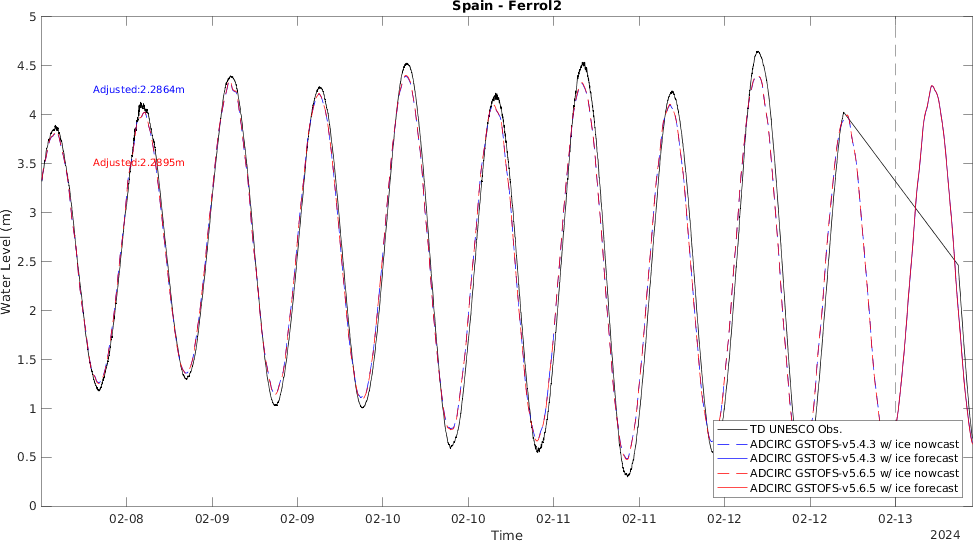 Spain - Ferrol2
5
4.5
4
3.5
3
2.5
2
1.5
1
0.5
0
Water Level (m)
Adjusted:2.2864m
Adjusted:2.2895m
TD UNESCO Obs.
ADCIRC GSTOFS-v5.4.3 w/ ice nowcast
ADCIRC GSTOFS-v5.4.3 w/ ice forecast
ADCIRC GSTOFS-v5.6.5 w/ ice nowcast
ADCIRC GSTOFS-v5.6.5 w/ ice forecast
02-08 02-09 02-09 02-10 02-10 02-11 02-11 02-12 02-12 02-13
Time
2024